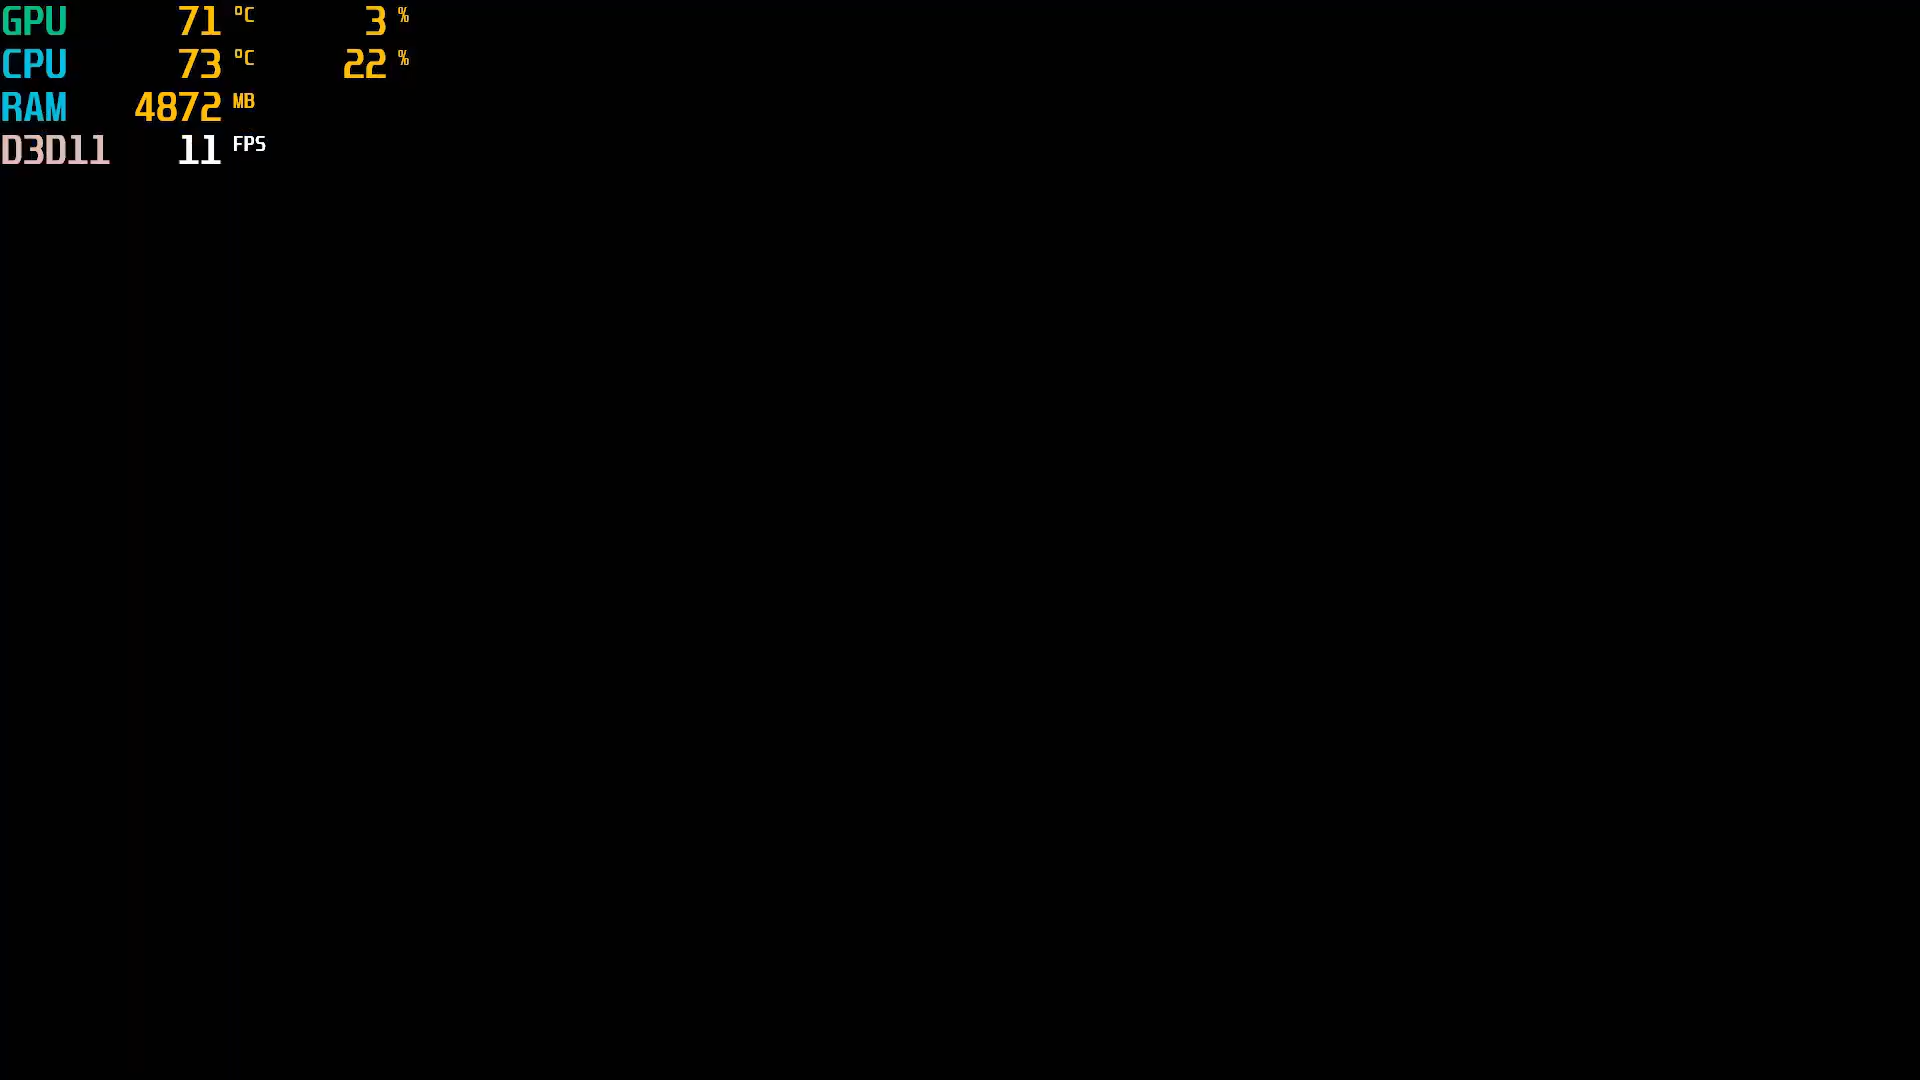 GPU 71 °C 3 %
CPU 73 °C 22 %
RAM 4872 MB
D3D11 11 FPS